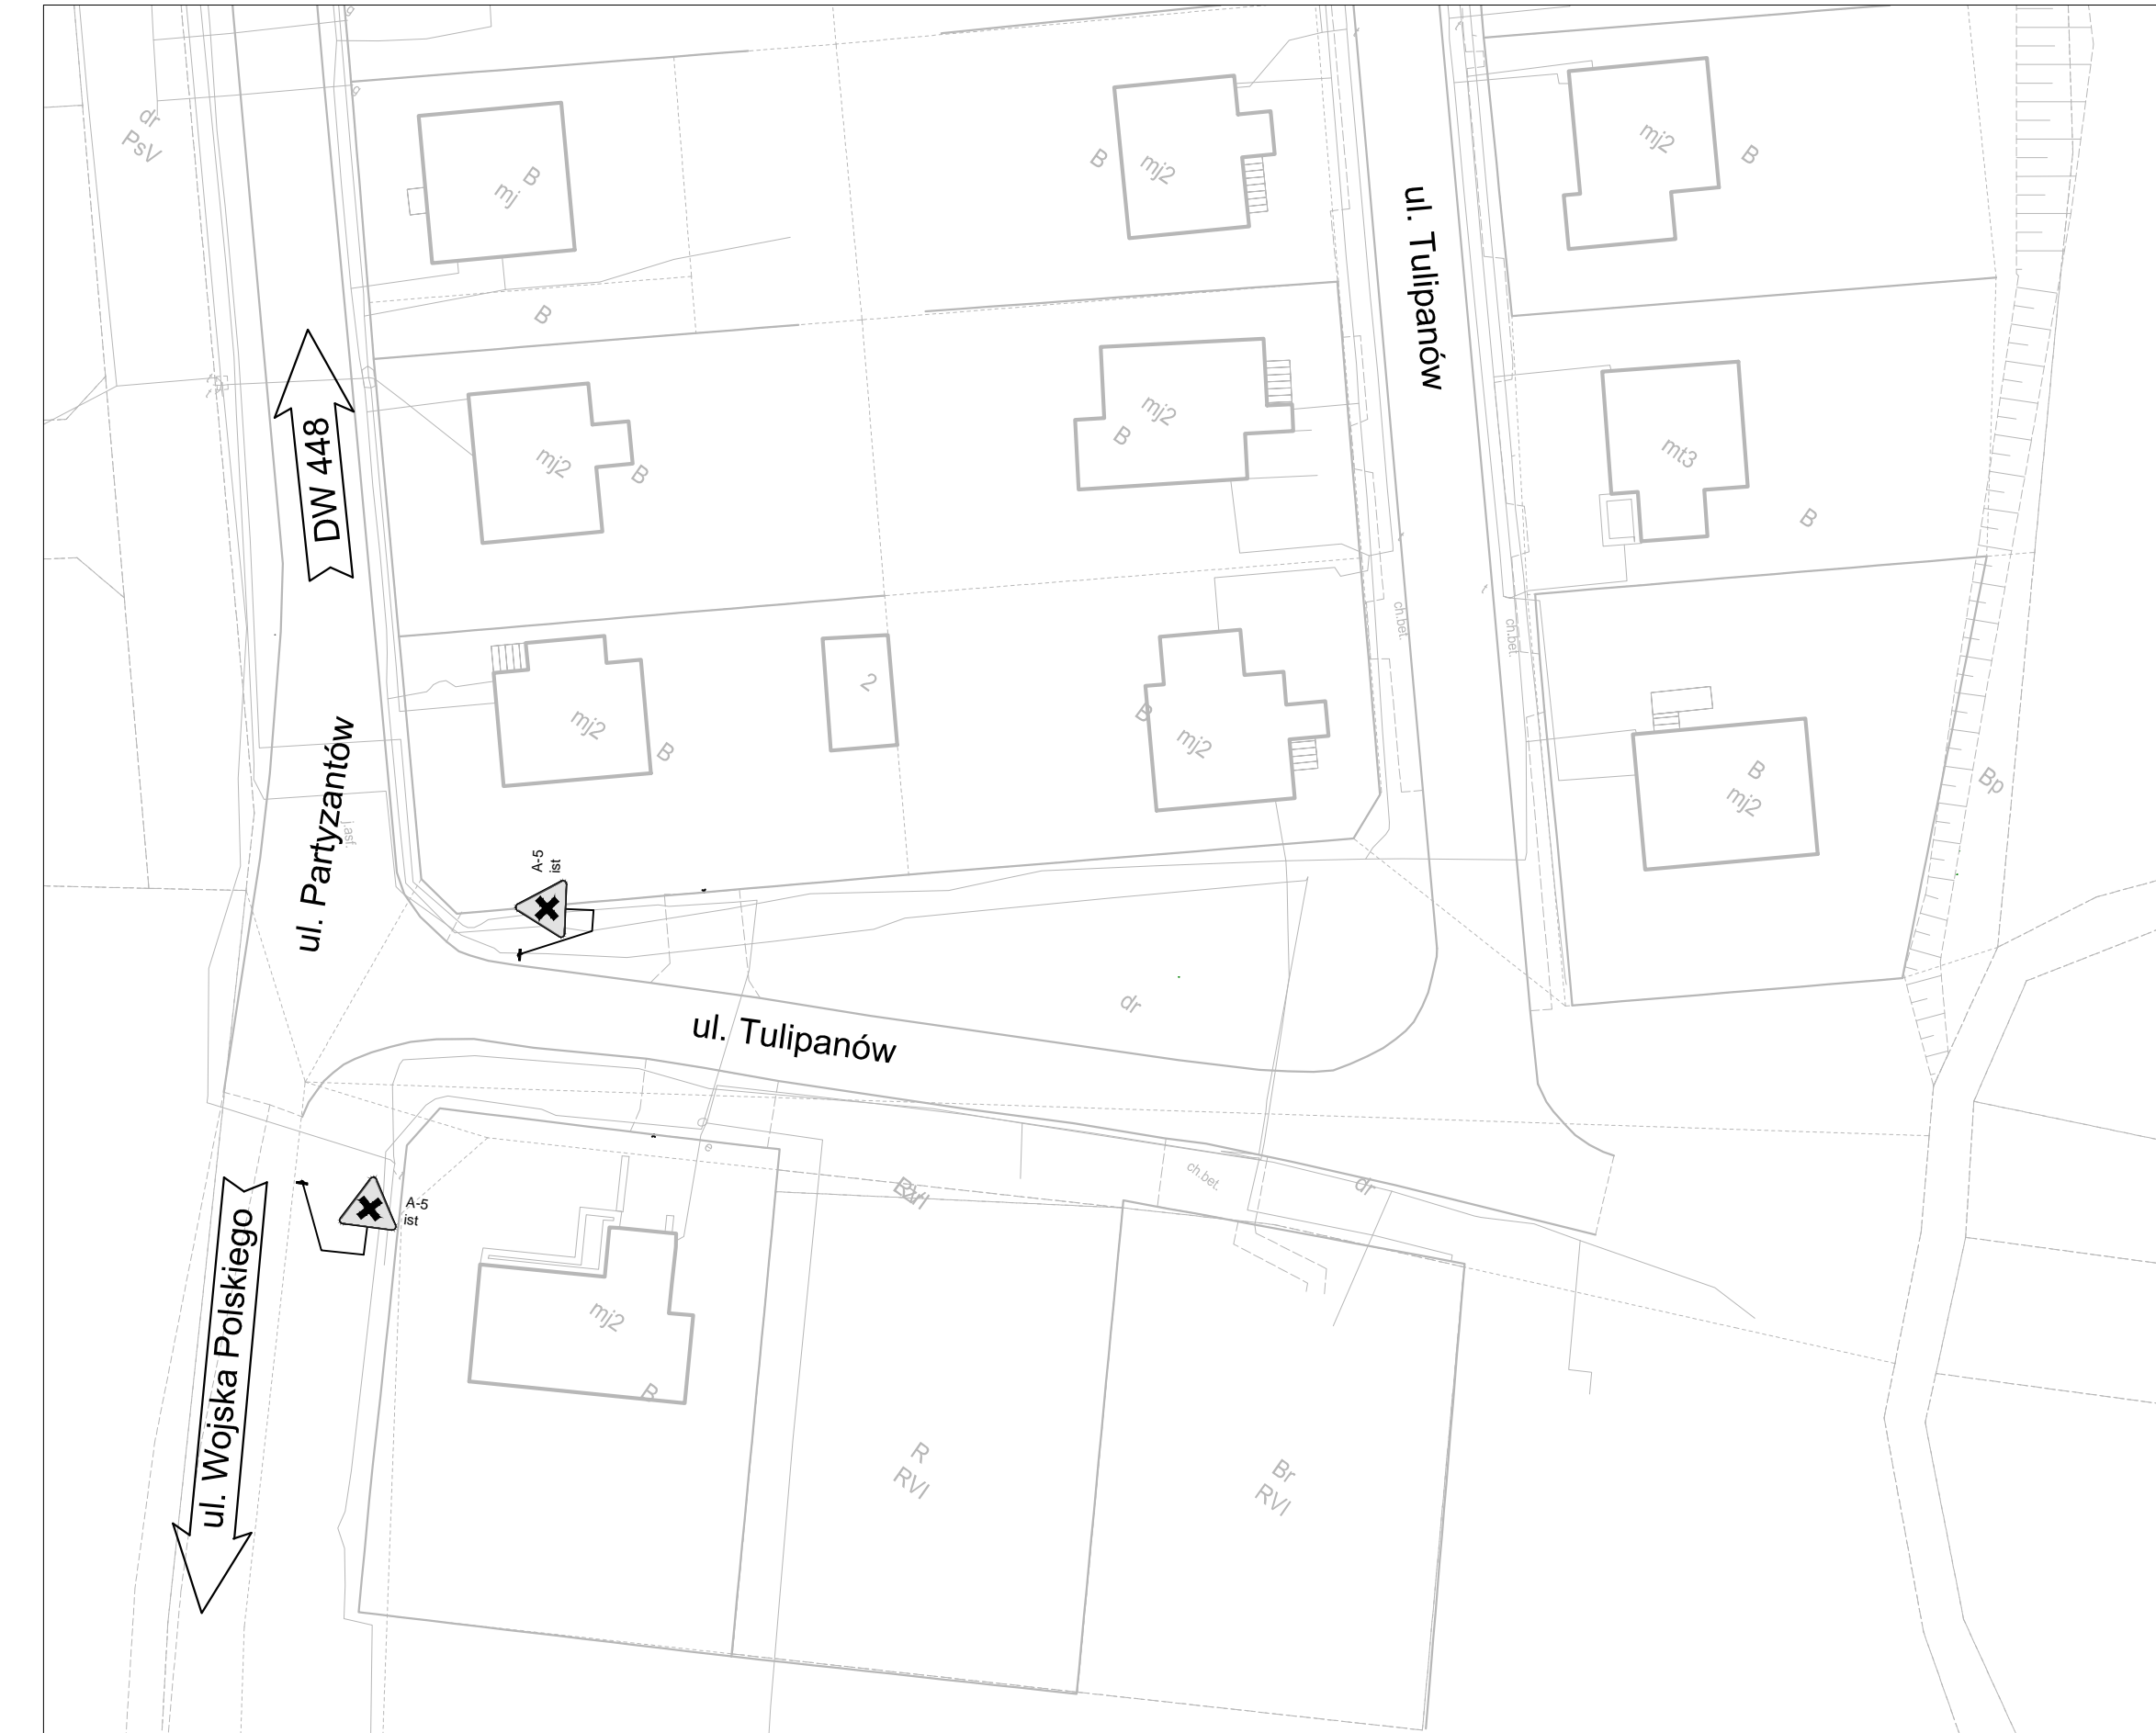 g
g
dr
PsV
mj
B
B
B
mj2
mj2
B
ul. Tulipanów
DW 448
mj2
B
mj2
B
mt3
B
ch.bet.
ch.bet.
ul. Partyzantów
j.asf.
mj2
B
2
B
mj2
B
mj2
Bp
A-5
ist
ul. Tulipanów
dr
e
ch.bet.
dr
A-5
ist
ul. Wojska Polskiego
mj2
B
R
RVI
Br
RVI